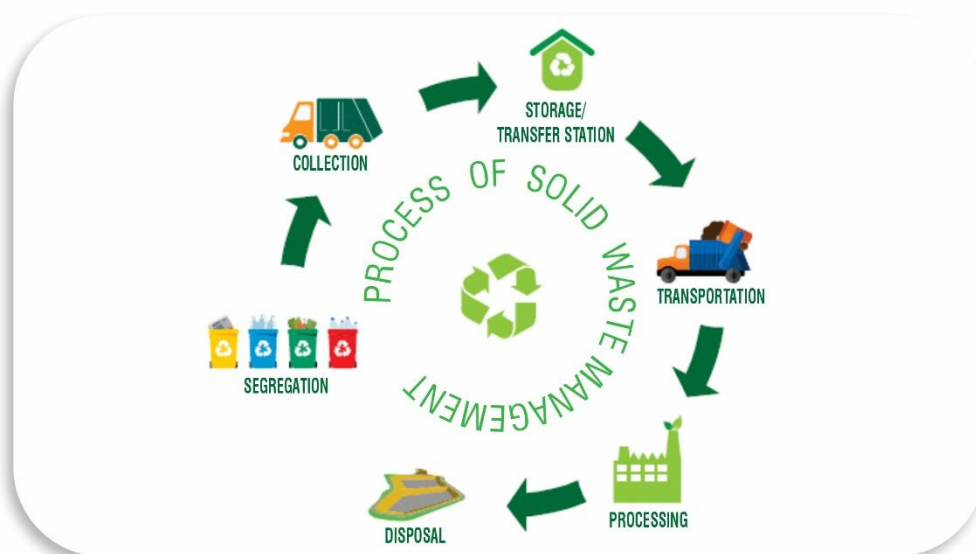 PROCESS OF SOLID WASTE MANAGEMENT
SEGREGATION
COLLECTION
STORAGE/
TRANSFER STATION
TRANSPORTATION
PROCESSING
DISPOSAL